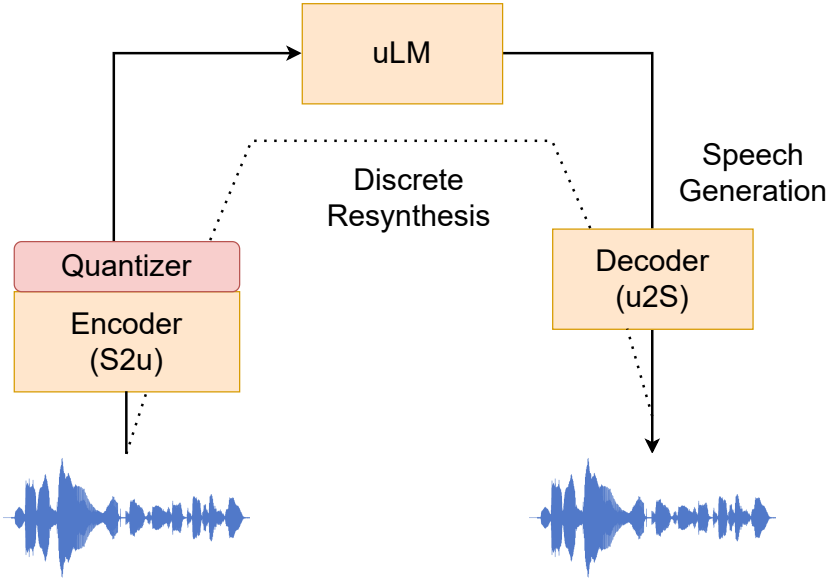 uLM
Discrete
Resynthesis
Speech
Generation
Quantizer
Encoder
(S2u)
Decoder
(u2S)